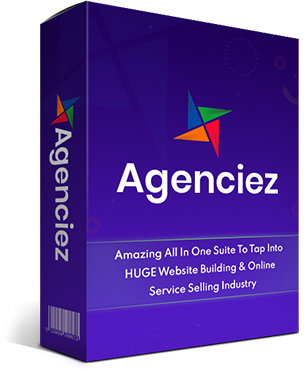 Agenciez
Agenciez
Amazing All In One Suite To Tap Into
HUGE Website Building & Online
Service Selling Industry